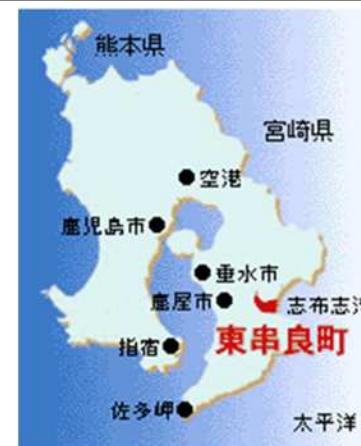 熊本県
宮崎県
空港
鹿児島市
垂水市
鹿屋市
志布志湾
東串良町
指宿
佐多岬
太平洋